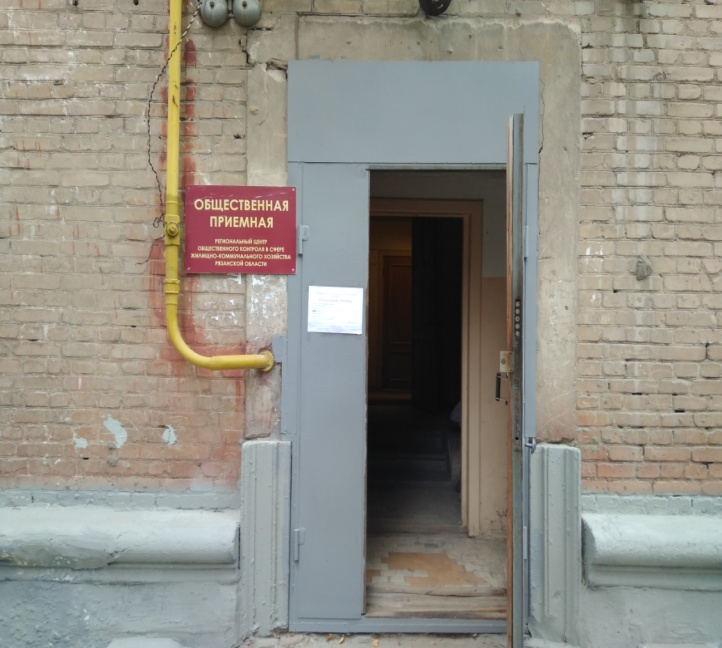 ОБЩЕСТВЕННАЯ
ПРИЕМНАЯ
РЕГИОНАЛЬНЫЙ ЦЕНТР
ОБЩЕСТВЕННОГО КОНТРОЛЯ В СФЕРЕ
ЖИЛИЩНО-КОММУНАЛЬНОГО ХОЗЯЙСТВА
РЯЗАНСКОЙ ОБЛАСТИ